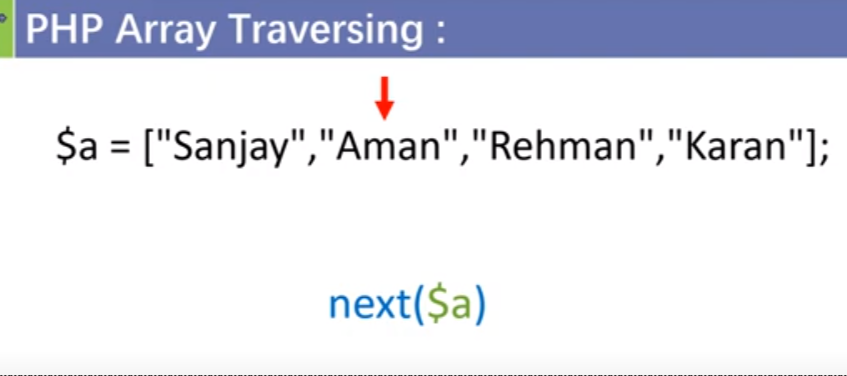 PHP Array Traversing :
$a = ["Sanjay","Aman","Rehman","Karan"];
next($a)